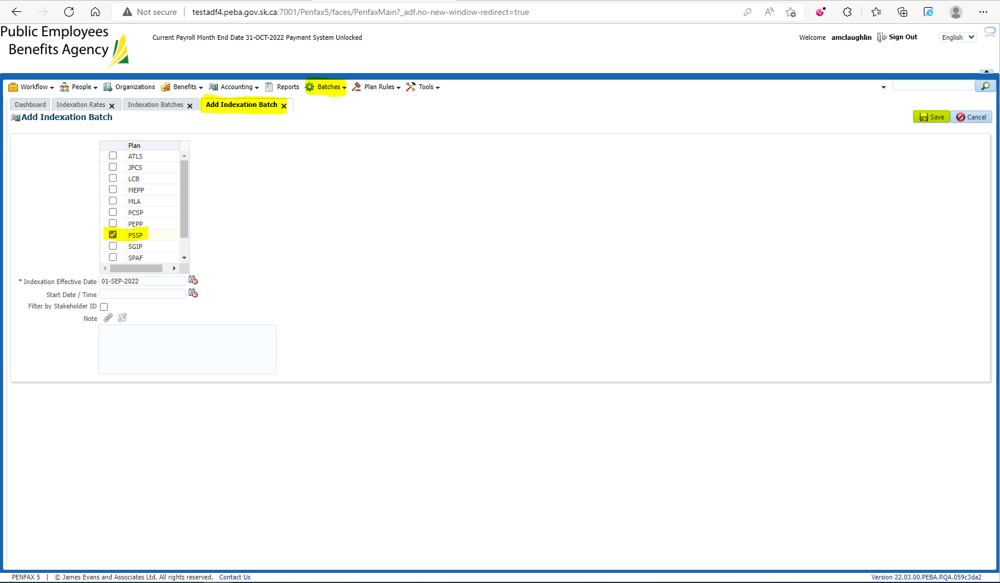 Not secure | testadf4.peba.gov.sk.ca:7001/Penfax5/faces/PenfaxMain?_adf.no-new-window-redirect=true
Public Employees
Benefits Agency
Current Payroll Month End Date 31-OCT-2022 Payment System Unlocked
Welcome amclaughlin Sign Out English
Workflow People Organizations Benefits Accounting Reports Batches Plan Rules Tools
Dashboard Indexation Rates Indexation Batches Add Indexation Batch
Add Indexation Batch
Save Cancel
Plan
ATLS
JPCS
LCB
MEPP
MLA
PCSP
PEPP
PSSP
SGIP
SPAF
* Indexation Effective Date 01-SEP-2022
Start Date / Time
Filter by Stakeholder ID
Note
PENFAX 5 | © James Evans and Associates Ltd. All rights reserved. Contact Us
Version 22.03.00.PEBA.RQA.059c3da2